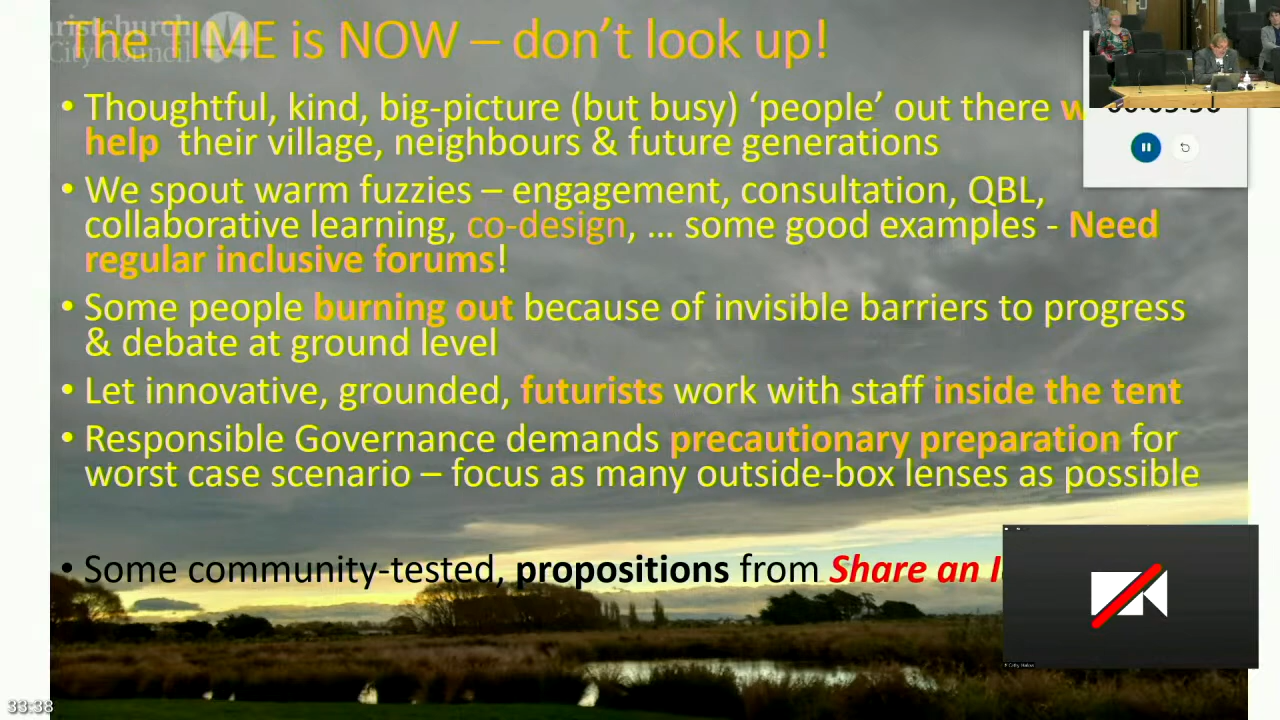 The TIME is NOW – don't look up!
• Thoughtful, kind, big-picture (but busy) 'people' out there
help their village, neighbours & future generations
• We spout warm fuzzies – engagement, consultation, QBL,
collaborative learning, co-design, ... some good examples - Need
regular inclusive forums!
• Some people burning out because of invisible barriers to progress
& debate at ground level
• Let innovative, grounded, futurists work with staff inside the tent
• Responsible Governance demands precautionary preparation for
worst case scenario – focus as many outside-box lenses as possible
• Some community-tested, propositions from Share an
City Council
33:38